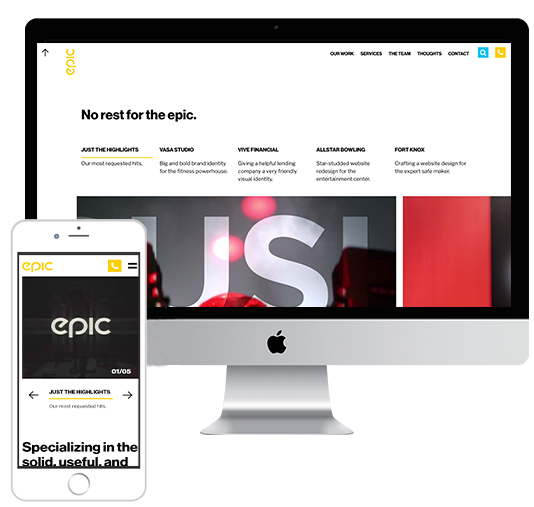 epic
OUR WORK SERVICES THE TEAM THOUGHTS CONTACT
No rest for the epic.
JUST THE HIGHLIGHTS
Our most requested hits.
VASA STUDIO
Big and bold brand identity
for the fitness powerhouse.
VIVE FINANCIAL
Giving a helpful lending
company a very friendly
visual identity.
ALLSTAR BOWLING
Star-studded website
redesign for the
entertainment center.
FORT KNOX
Crafting a website design for
the expert safe maker.
USI
epic
epic
01/05
JUST THE HIGHLIGHTS
Our most requested hits.
Specializing in the
solid, useful, and